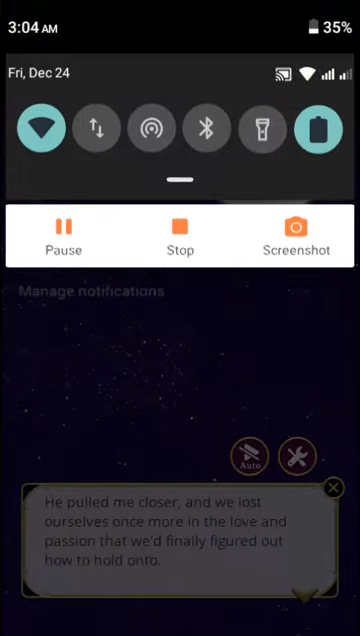 3:04 AM 35%
Fri, Dec 24
Pause Stop Screenshot
Manage notifications
Auto
He pulled me closer, and we lost
ourselves once more in the love and
passion that we'd finally figured out
how to hold onto.